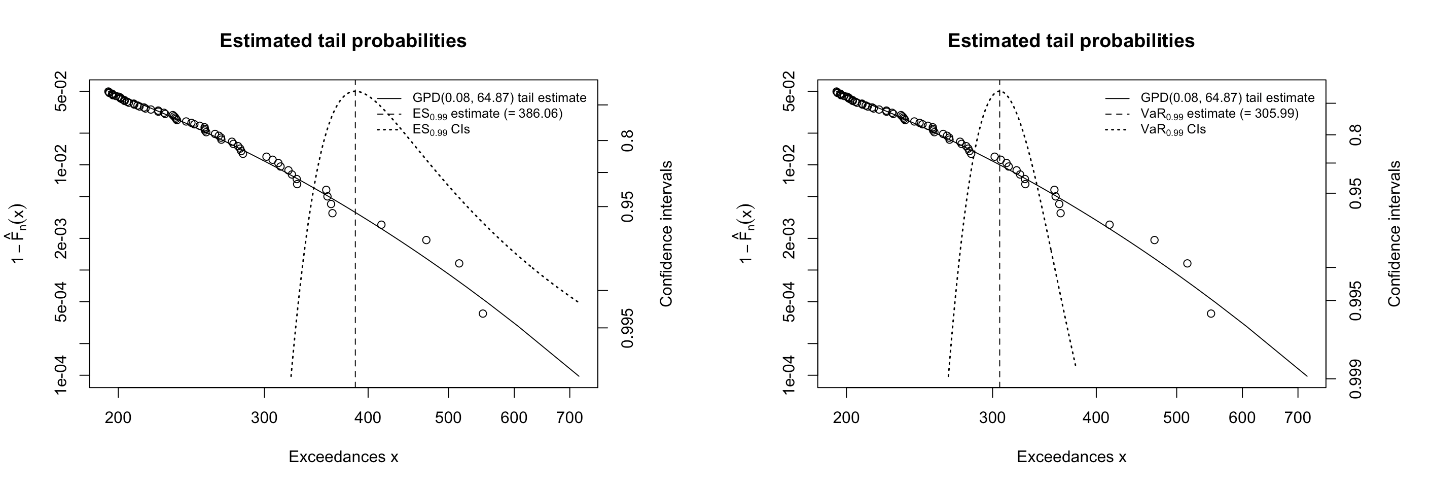 Estimated tail probabilities
GPD(0.08, 64.87) tail estimate
ES0.99 estimate (= 386.06)
ES0.99 CIs
5e-02
1e-02
2e-03
5e-04
1e-04
1 − F̂n(x)
0.8
0.95
0.995
Confidence intervals
200 300 400 500 600 700
Exceedances x
Estimated tail probabilities
GPD(0.08, 64.87) tail estimate
VaR0.99 estimate (= 305.99)
VaR0.99 CIs
5e-02
1e-02
2e-03
5e-04
1e-04
1 − F̂n(x)
0.8
0.95
0.995
0.999
Confidence intervals
200 300 400 500 600 700
Exceedances x